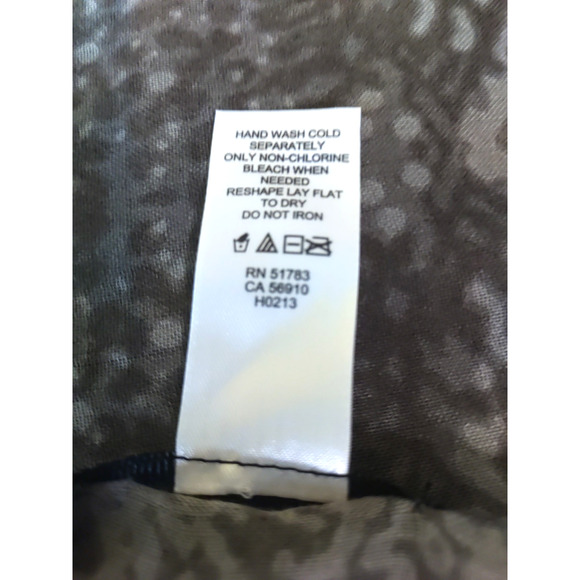 HAND WASH COLD
SEPARATELY
ONLY NON-CHLORINE
BLEACH WHEN
NEEDED
RESHAPE LAY FLAT
TO DRY
DO NOT IRON
RN 51783
CA 56910
H0213